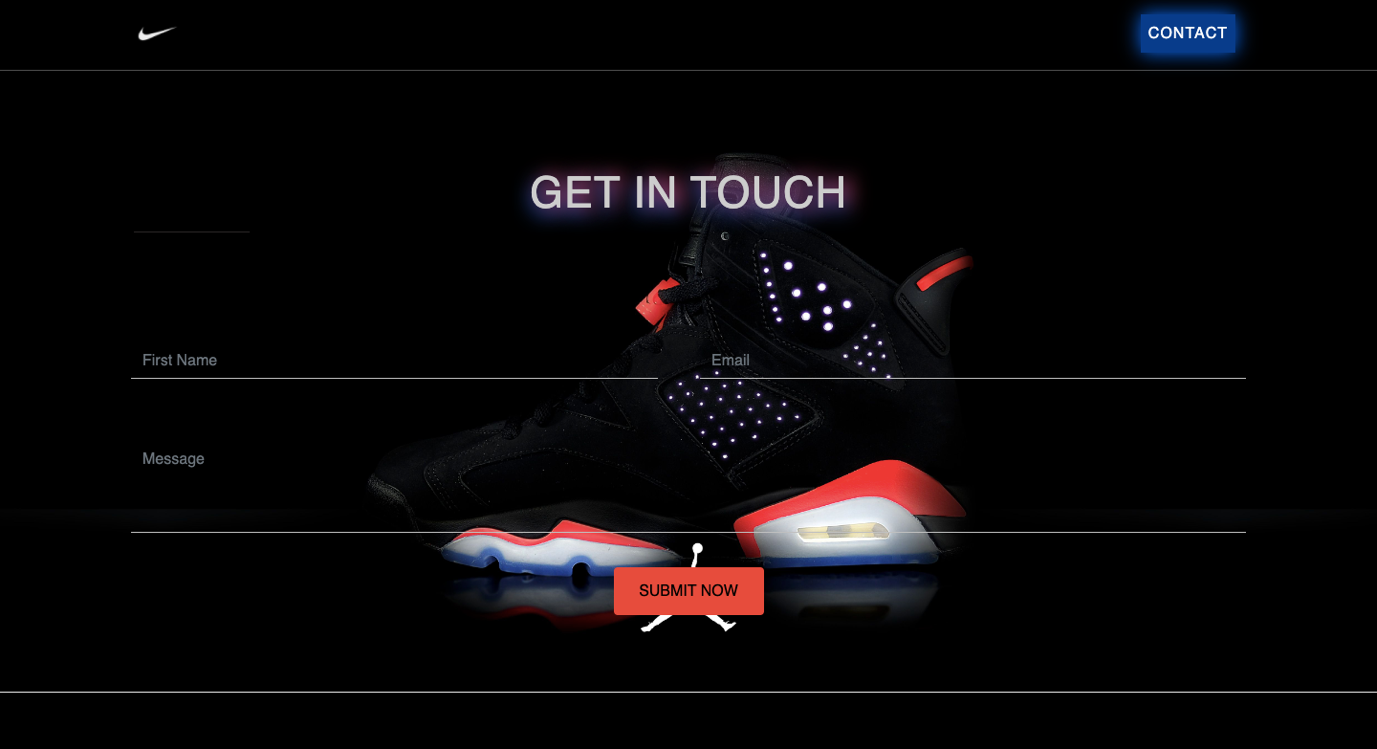 CONTACT
GET IN TOUCH
First Name
Email
Message
SUBMIT NOW